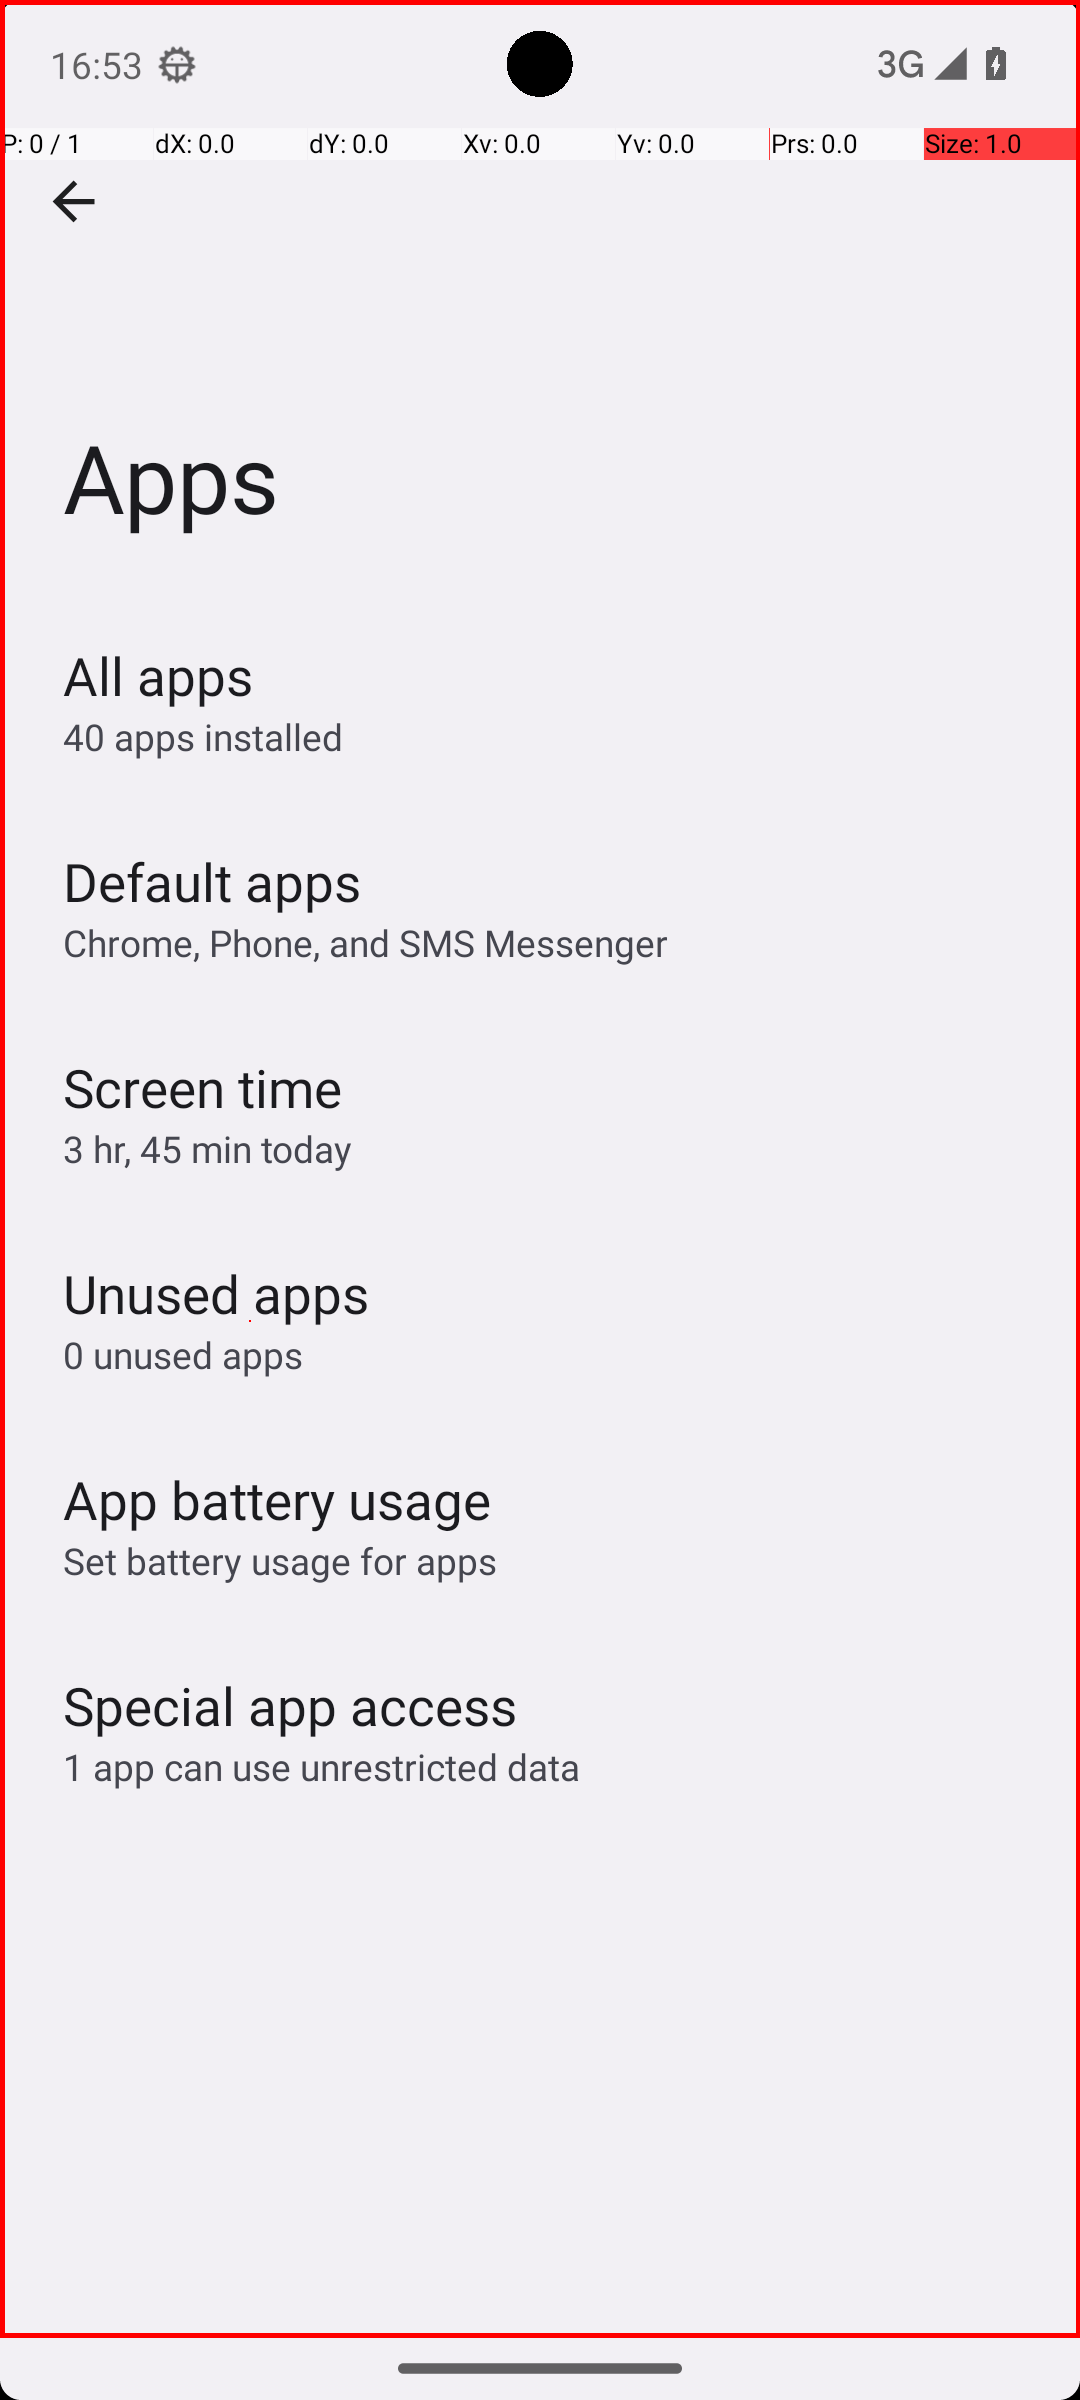 16:53
3G
P: 0 / 1 dX: 0.0 dY: 0.0 Xv: 0.0 Yv: 0.0 Prs: 0.0 Size: 1.0
Apps
All apps
40 apps installed
Default apps
Chrome, Phone, and SMS Messenger
Screen time
3 hr, 45 min today
Unused apps
0 unused apps
App battery usage
Set battery usage for apps
Special app access
1 app can use unrestricted data